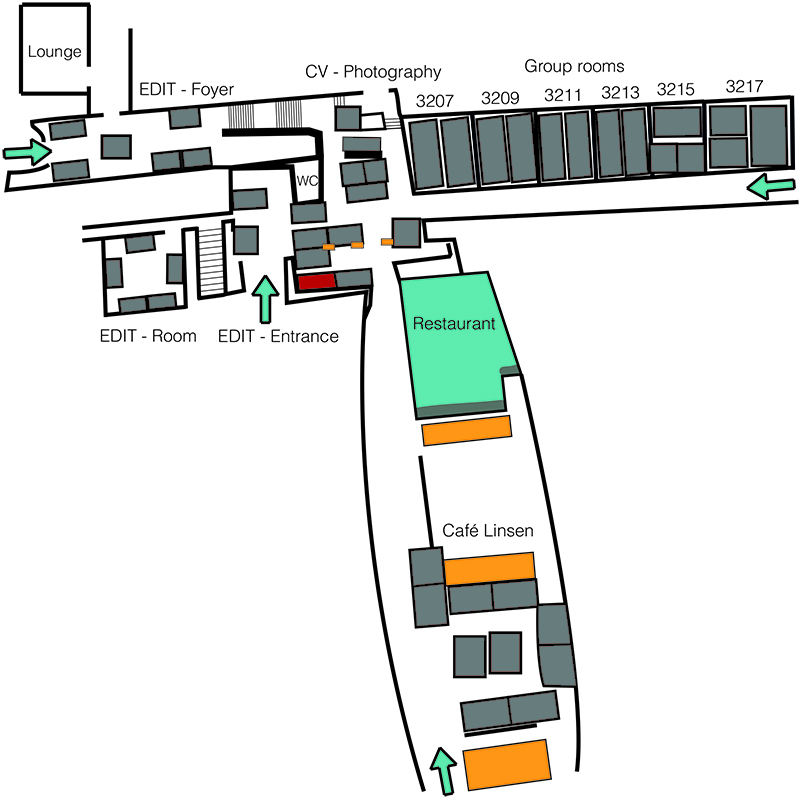 Lounge
EDIT - Foyer
CV - Photography
Group rooms
3207
3209
3211
3213
3215
3217
WC
EDIT - Room
EDIT - Entrance
Restaurant
Café Linsen